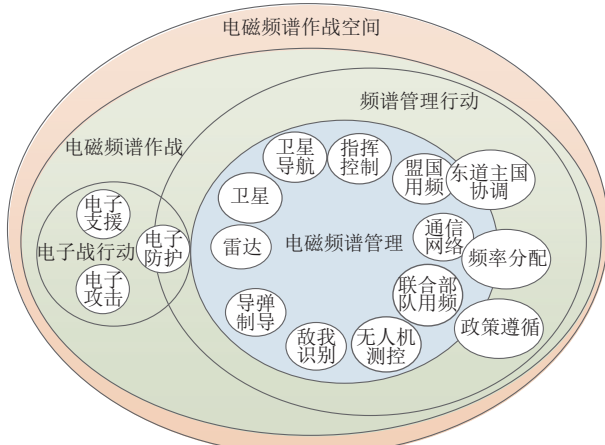 电磁频谱作战空间
频谱管理行动
电磁频谱作战
卫星
导航
指挥
控制
盟国
用频
东道主国
协调
卫星
电子
支援
电子战行动
电子
防护
雷达
电磁频谱管理
通信
网络
频率分配
电子
攻击
导弹
制导
联合部
队用频
敌我
识别
无人机
测控
政策遵循